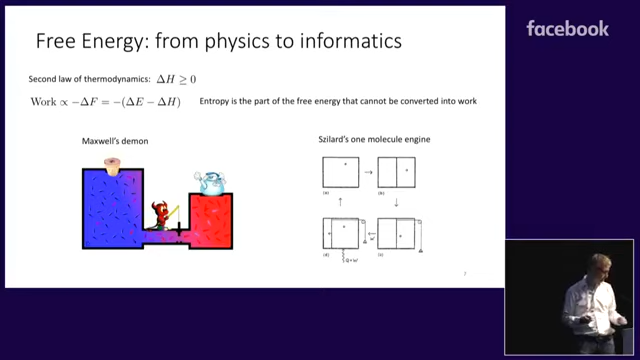 facebook
Free Energy: from physics to informatics
Second law of thermodynamics: ΔH ≥ 0
Work ∝ −ΔF = −(ΔE − ΔH) Entropy is the part of the free energy that cannot be converted into work
Maxwell's demon
Szilard's one molecule engine
(a)
(b)
(d)
(c)
7